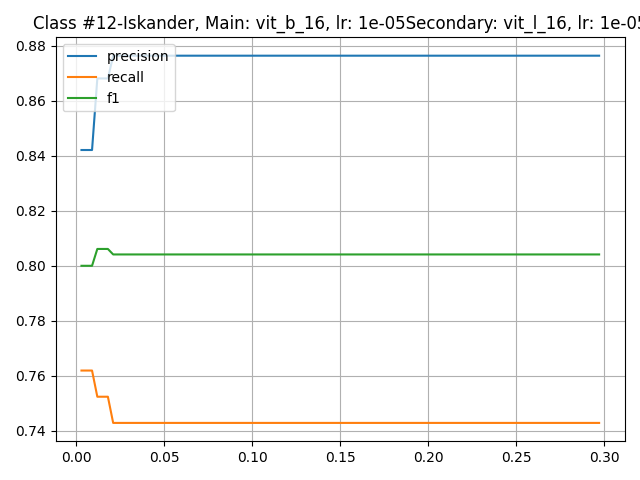 Class #12-Iskander, Main: vit_b_16, lr: 1e-05Secondary: vit_l_16, lr: 1e-05
precision
recall
f1
0.88
0.86
0.84
0.82
0.80
0.78
0.76
0.74
0.00 0.05 0.10 0.15 0.20 0.25 0.30